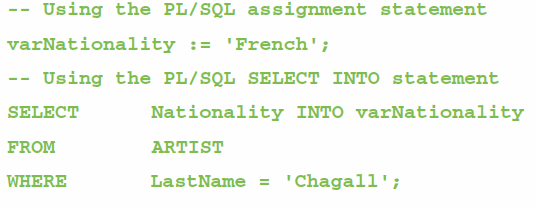 -- Using the PL/SQL assignment statement
varNationality := 'French';
-- Using the PL/SQL SELECT INTO statement
SELECT Nationality INTO varNationality
FROM ARTIST
WHERE LastName = 'Chagall';